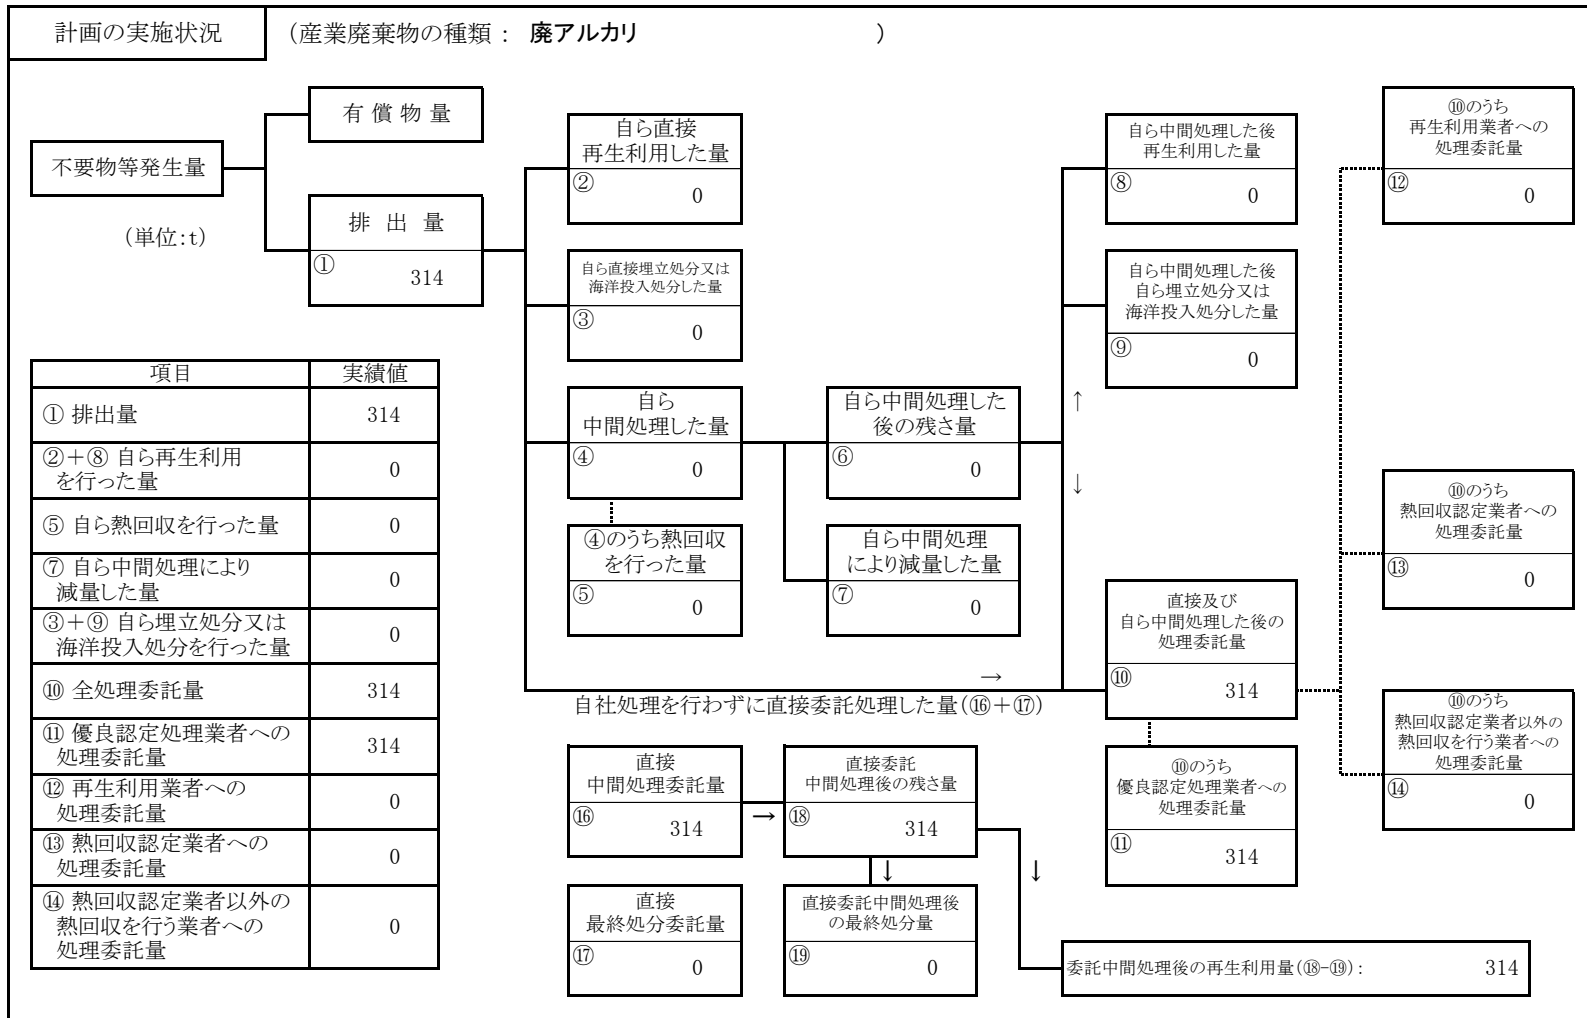 計画の実施状況
（産業廃棄物の種類： 廃アルカリ ）
不要物等発生量
（単位：t）
有 償 物 量
排 出 量
① 314
自ら直接
再生利用した量
② 0
自ら直接埋立処分又は
海洋投入処分した量
③ 0
自ら
中間処理した量
④ 0
④のうち熱回収
を行った量
⑤ 0
自ら中間処理した
後の残さ量
⑥ 0
自ら中間処理
により減量した量
⑦ 0
自ら中間処理した後
再生利用した量
⑧ 0
自ら中間処理した後
自ら埋立処分又は
海洋投入処分した量
⑨ 0
↑
↓
直接及び
自ら中間処理した後の
処理委託量
⑩ 314
⑩のうち
優良認定処理業者への
処理委託量
⑪ 314
⑩のうち
再生利用業者への
処理委託量
⑫ 0
⑩のうち
熱回収認定業者への
処理委託量
⑬ 0
⑩のうち
熱回収認定業者以外の
熱回収を行う業者への
処理委託量
⑭ 0
→
自社処理を行わずに直接委託処理した量（⑯＋⑰）
直接
中間処理委託量
⑯ 314
→
直接委託
中間処理後の残さ量
⑱ 314
↓
↓
直接
最終処分委託量
⑰ 0
直接委託中間処理後
の最終処分量
⑲ 0
委託中間処理後の再生利用量（⑱-⑲）： 314
項目 実績値
① 排出量 314
②＋⑧ 自ら再生利用
を行った量 0
⑤ 自ら熱回収を行った量 0
⑦ 自ら中間処理により
減量した量 0
③＋⑨ 自ら埋立処分又は
海洋投入処分を行った量 0
⑩ 全処理委託量 314
⑪ 優良認定処理業者への
処理委託量 314
⑫ 再生利用業者への
処理委託量 0
⑬ 熱回収認定業者への
処理委託量 0
⑭ 熱回収認定業者以外の
熱回収を行う業者への
処理委託量 0